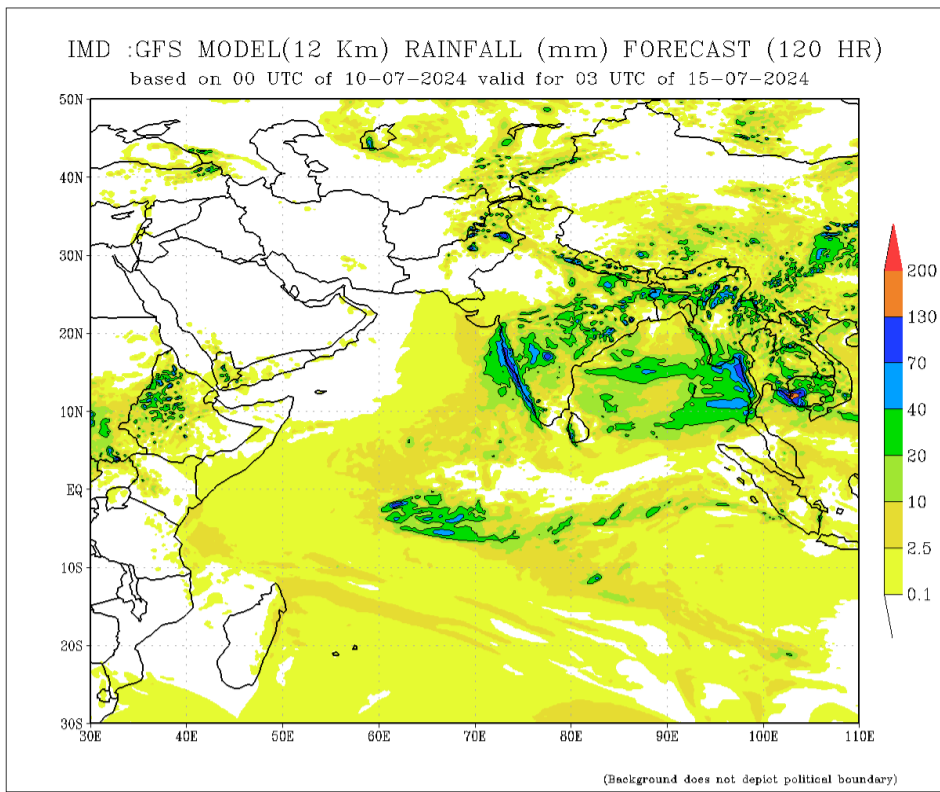 IMD :GFS MODEL(12 Km) RAINFALL (mm) FORECAST (120 HR)
based on 00 UTC of 10-07-2024 valid for 03 UTC of 15-07-2024
50N
40N
30N
20N
10N
EQ
10S
20S
30S
30E 40E 50E 60E 70E 80E 90E 100E 110E
200
130
70
40
20
10
2.5
0.1
(Background does not depict political boundary)